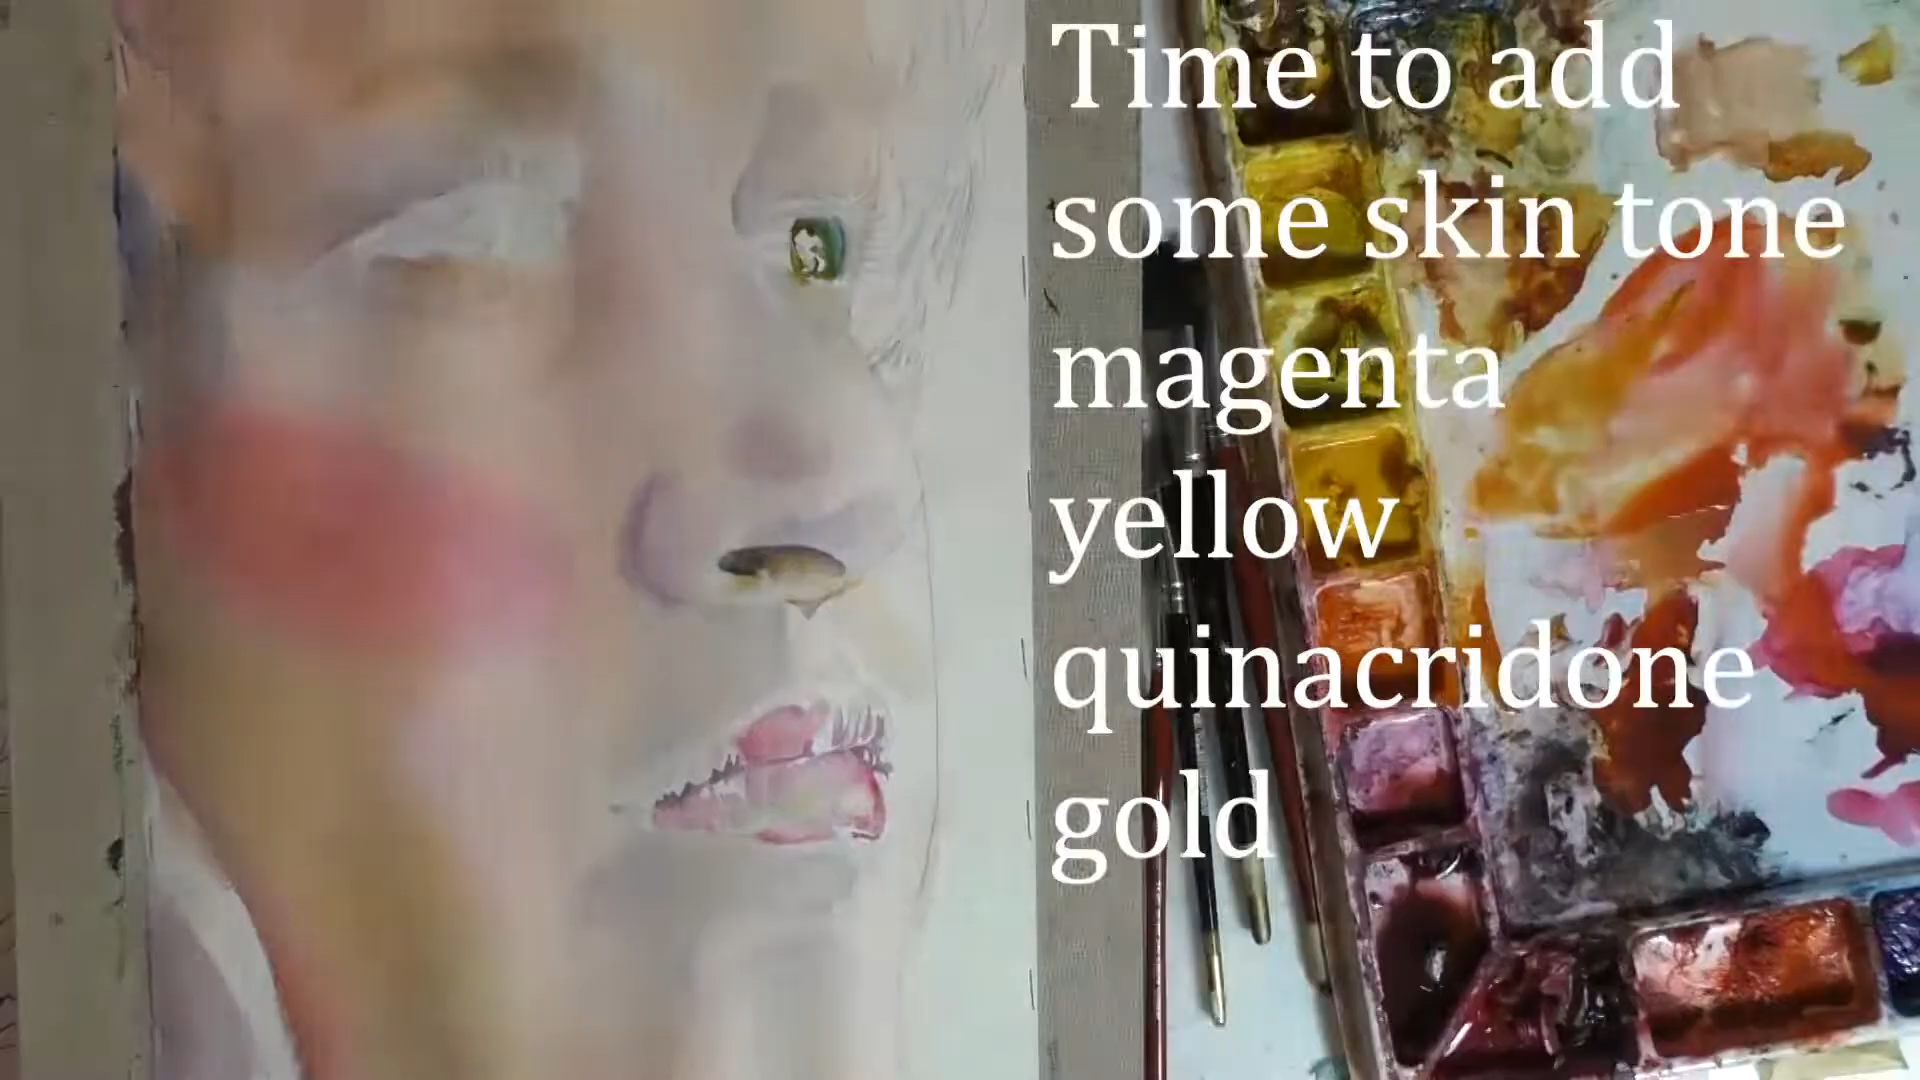 Time to add
some skin tone
magenta
yellow
quinacridone
gold